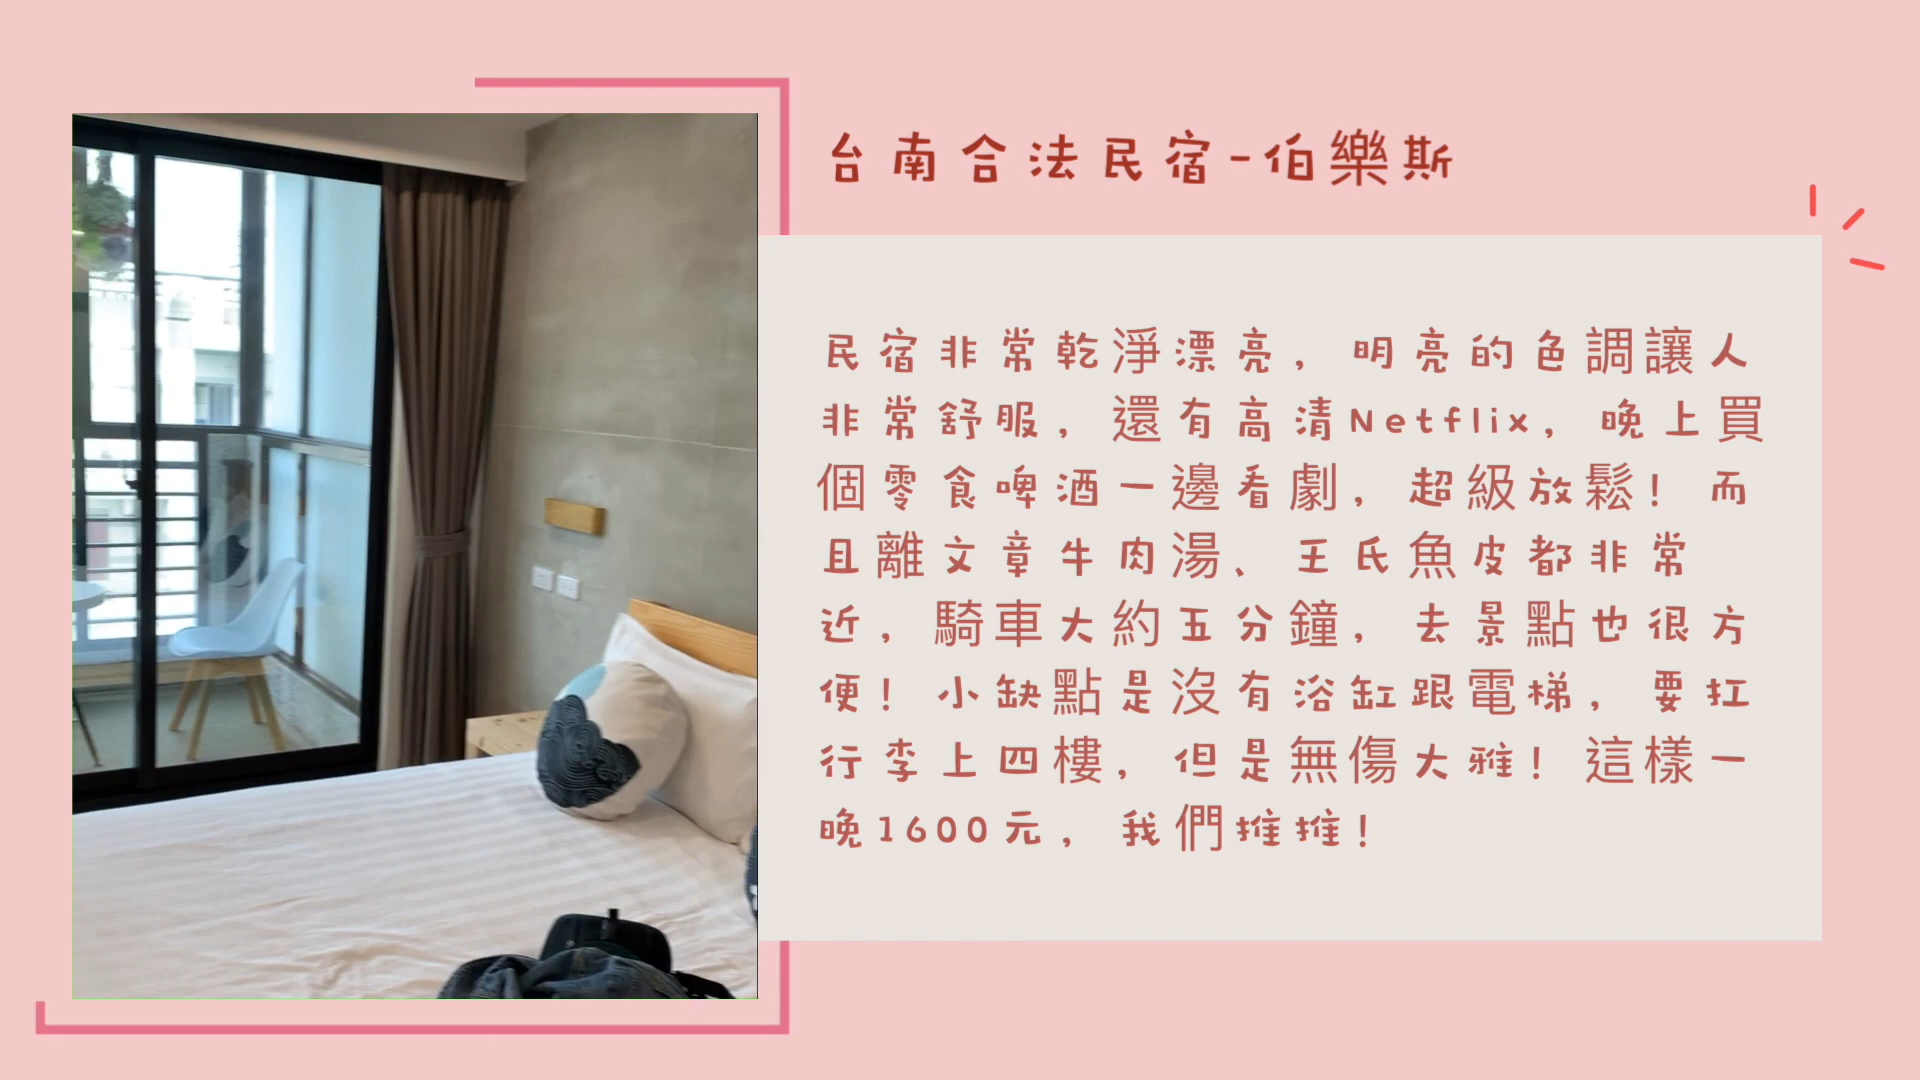 台南合法民宿-伯樂斯
民宿非常乾淨漂亮，明亮的色調讓人
非常舒服，還有高清Netflix，晚上買
個零食啤酒一邊看劇，超級放鬆！而
且離文章牛肉湯、王氏魚皮都非常
近，騎車大約五分鐘，去景點也很方
便！小缺點是沒有浴缸跟電梯，要扛
行李上四樓，但是無傷大雅！這樣一
晚1600元，我們推推！